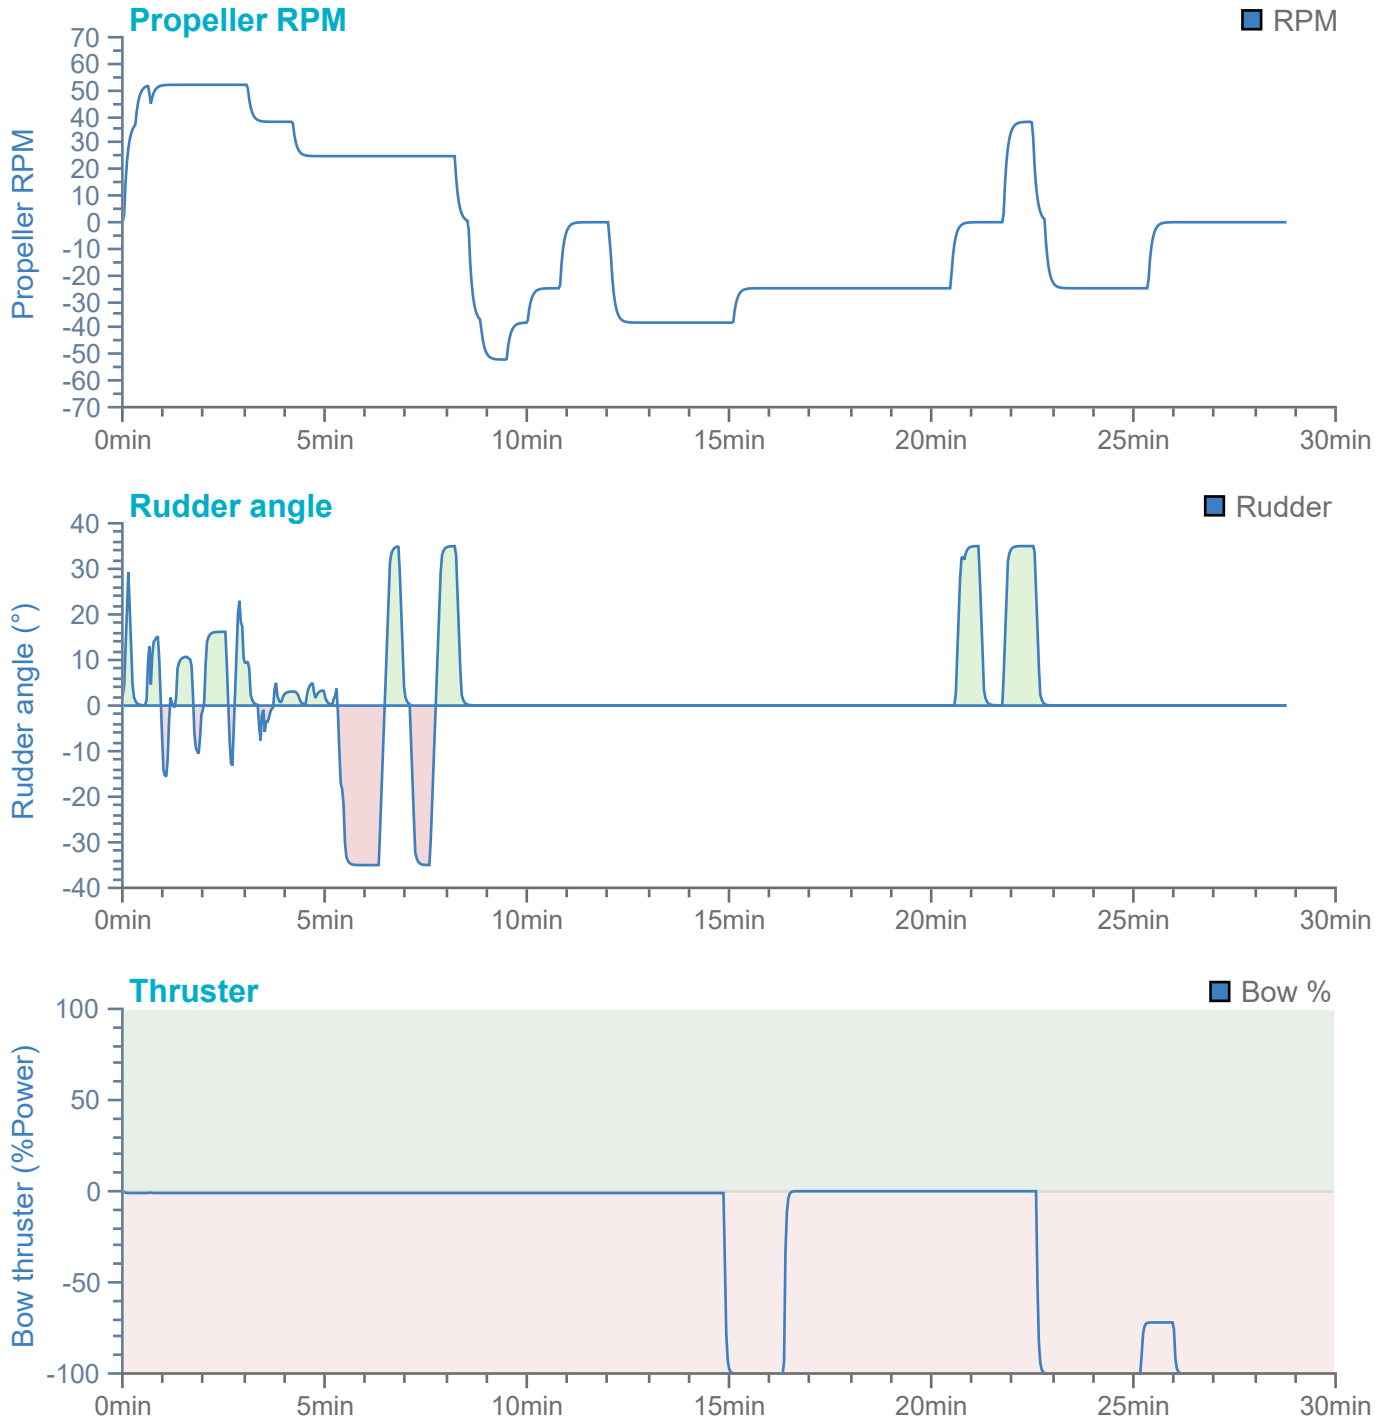 Propeller RPM
RPM
Propeller RPM
70
60
50
40
30
20
10
0
-10
-20
-30
-40
-50
-60
-70
0min 5min 10min 15min 20min 25min 30min
Rudder angle
Rudder
Rudder angle (°)
40
30
20
10
0
-10
-20
-30
-40
0min 5min 10min 15min 20min 25min 30min
Thruster
Bow %
Bow thruster (%Power)
100
50
0
-50
-100
0min 5min 10min 15min 20min 25min 30min